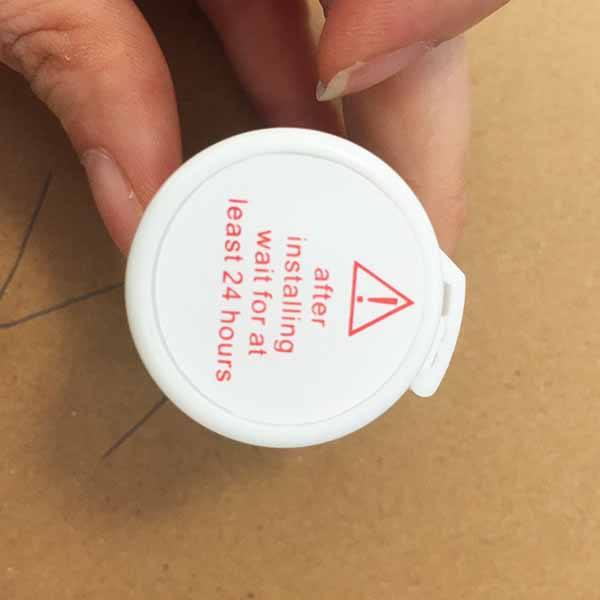 after
installing
wait for at
least 24 hours